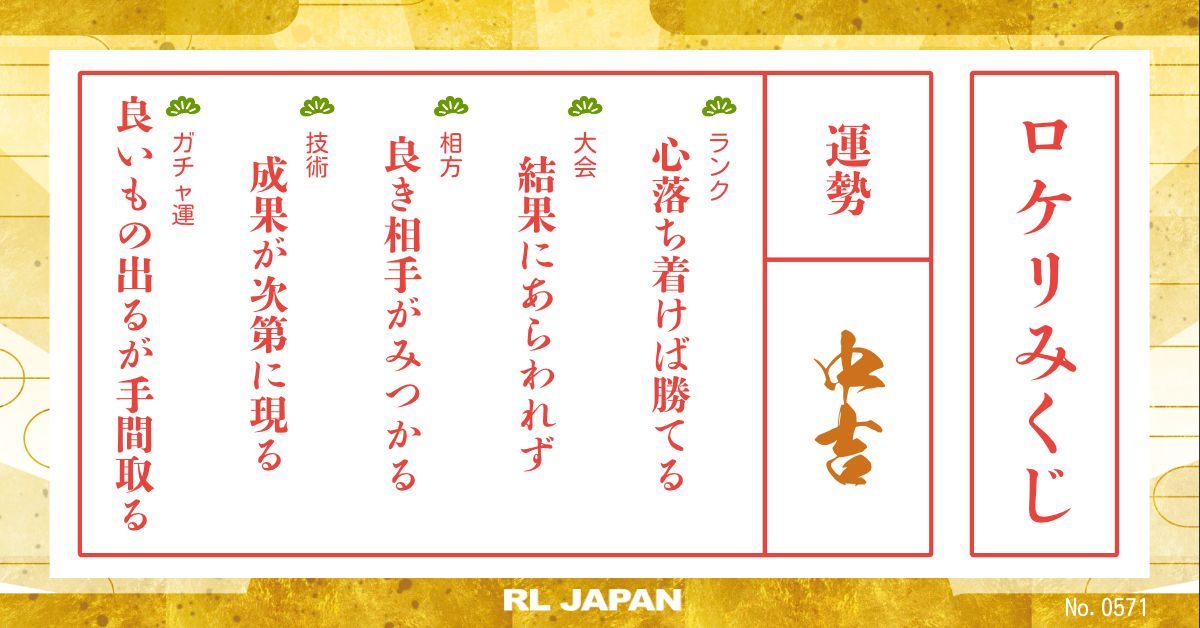 ロケリみくじ
運勢
中吉
ランク
心落ち着けば勝てる
大会
結果にあらわれず
相方
良き相手がみつかる
技術
成果が次第に現る
ガチャ運
良いもの出るが手間取る
RL JAPAN
No. 0571